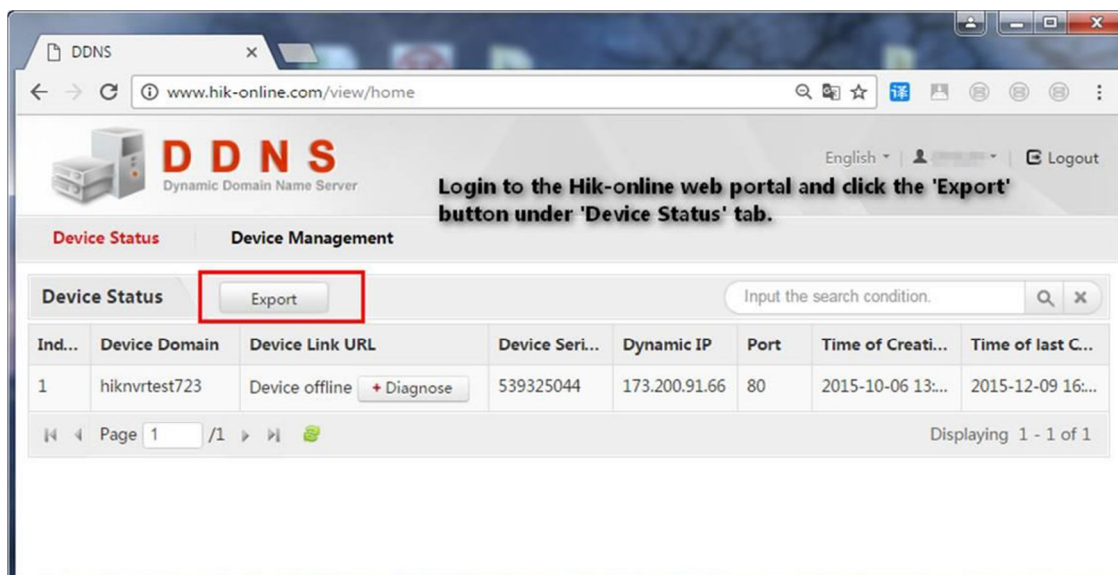 DDNS
www.hik-online.com/view/home
译
DDNS
Dynamic Domain Name Server
English
Logout
Login to the Hik-online web portal and click the 'Export'
button under 'Device Status' tab.
Device Status Device Management
Device Status Export Input the search condition.
Ind... Device Domain Device Link URL Device Seri... Dynamic IP Port Time of Creati... Time of last C...
1 hiknvrtest723 Device offline + Diagnose 539325044 173.200.91.66 80 2015-10-06 13:... 2015-12-09 16:...
Page 1 /1 Displaying 1 - 1 of 1